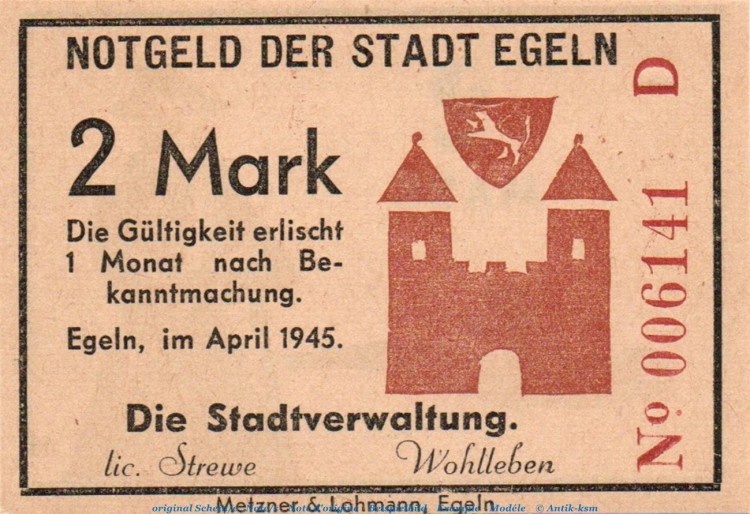 NOTGELD DER STADT EGELN
2 Mark
Die Gültigkeit erlischt
1 Monat nach Be-
kanntmachung.
Egeln, im April 1945.
Die Stadtverwaltung.
lic. Strewe Wohlleben
Metzner & Lohmann, Egeln
No 006141 D
© Antik-ksm